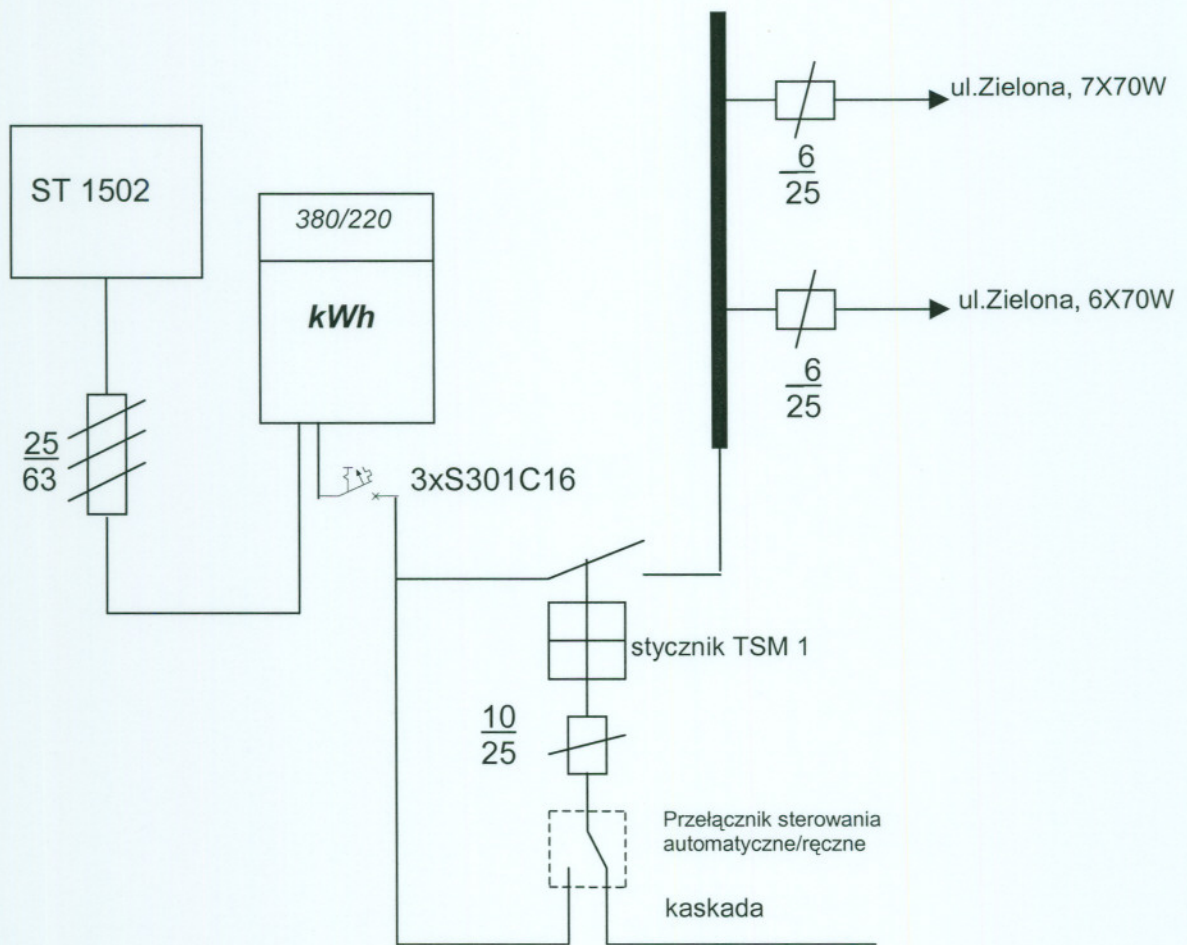 ul.Zielona, 7X70W
6
25
ST 1502
380/220
kWh
ul.Zielona, 6X70W
6
25
25
63
3xS301C16
stycznik TSM 1
10
25
Przełącznik sterowania
automatyczne/ręczne
kaskada